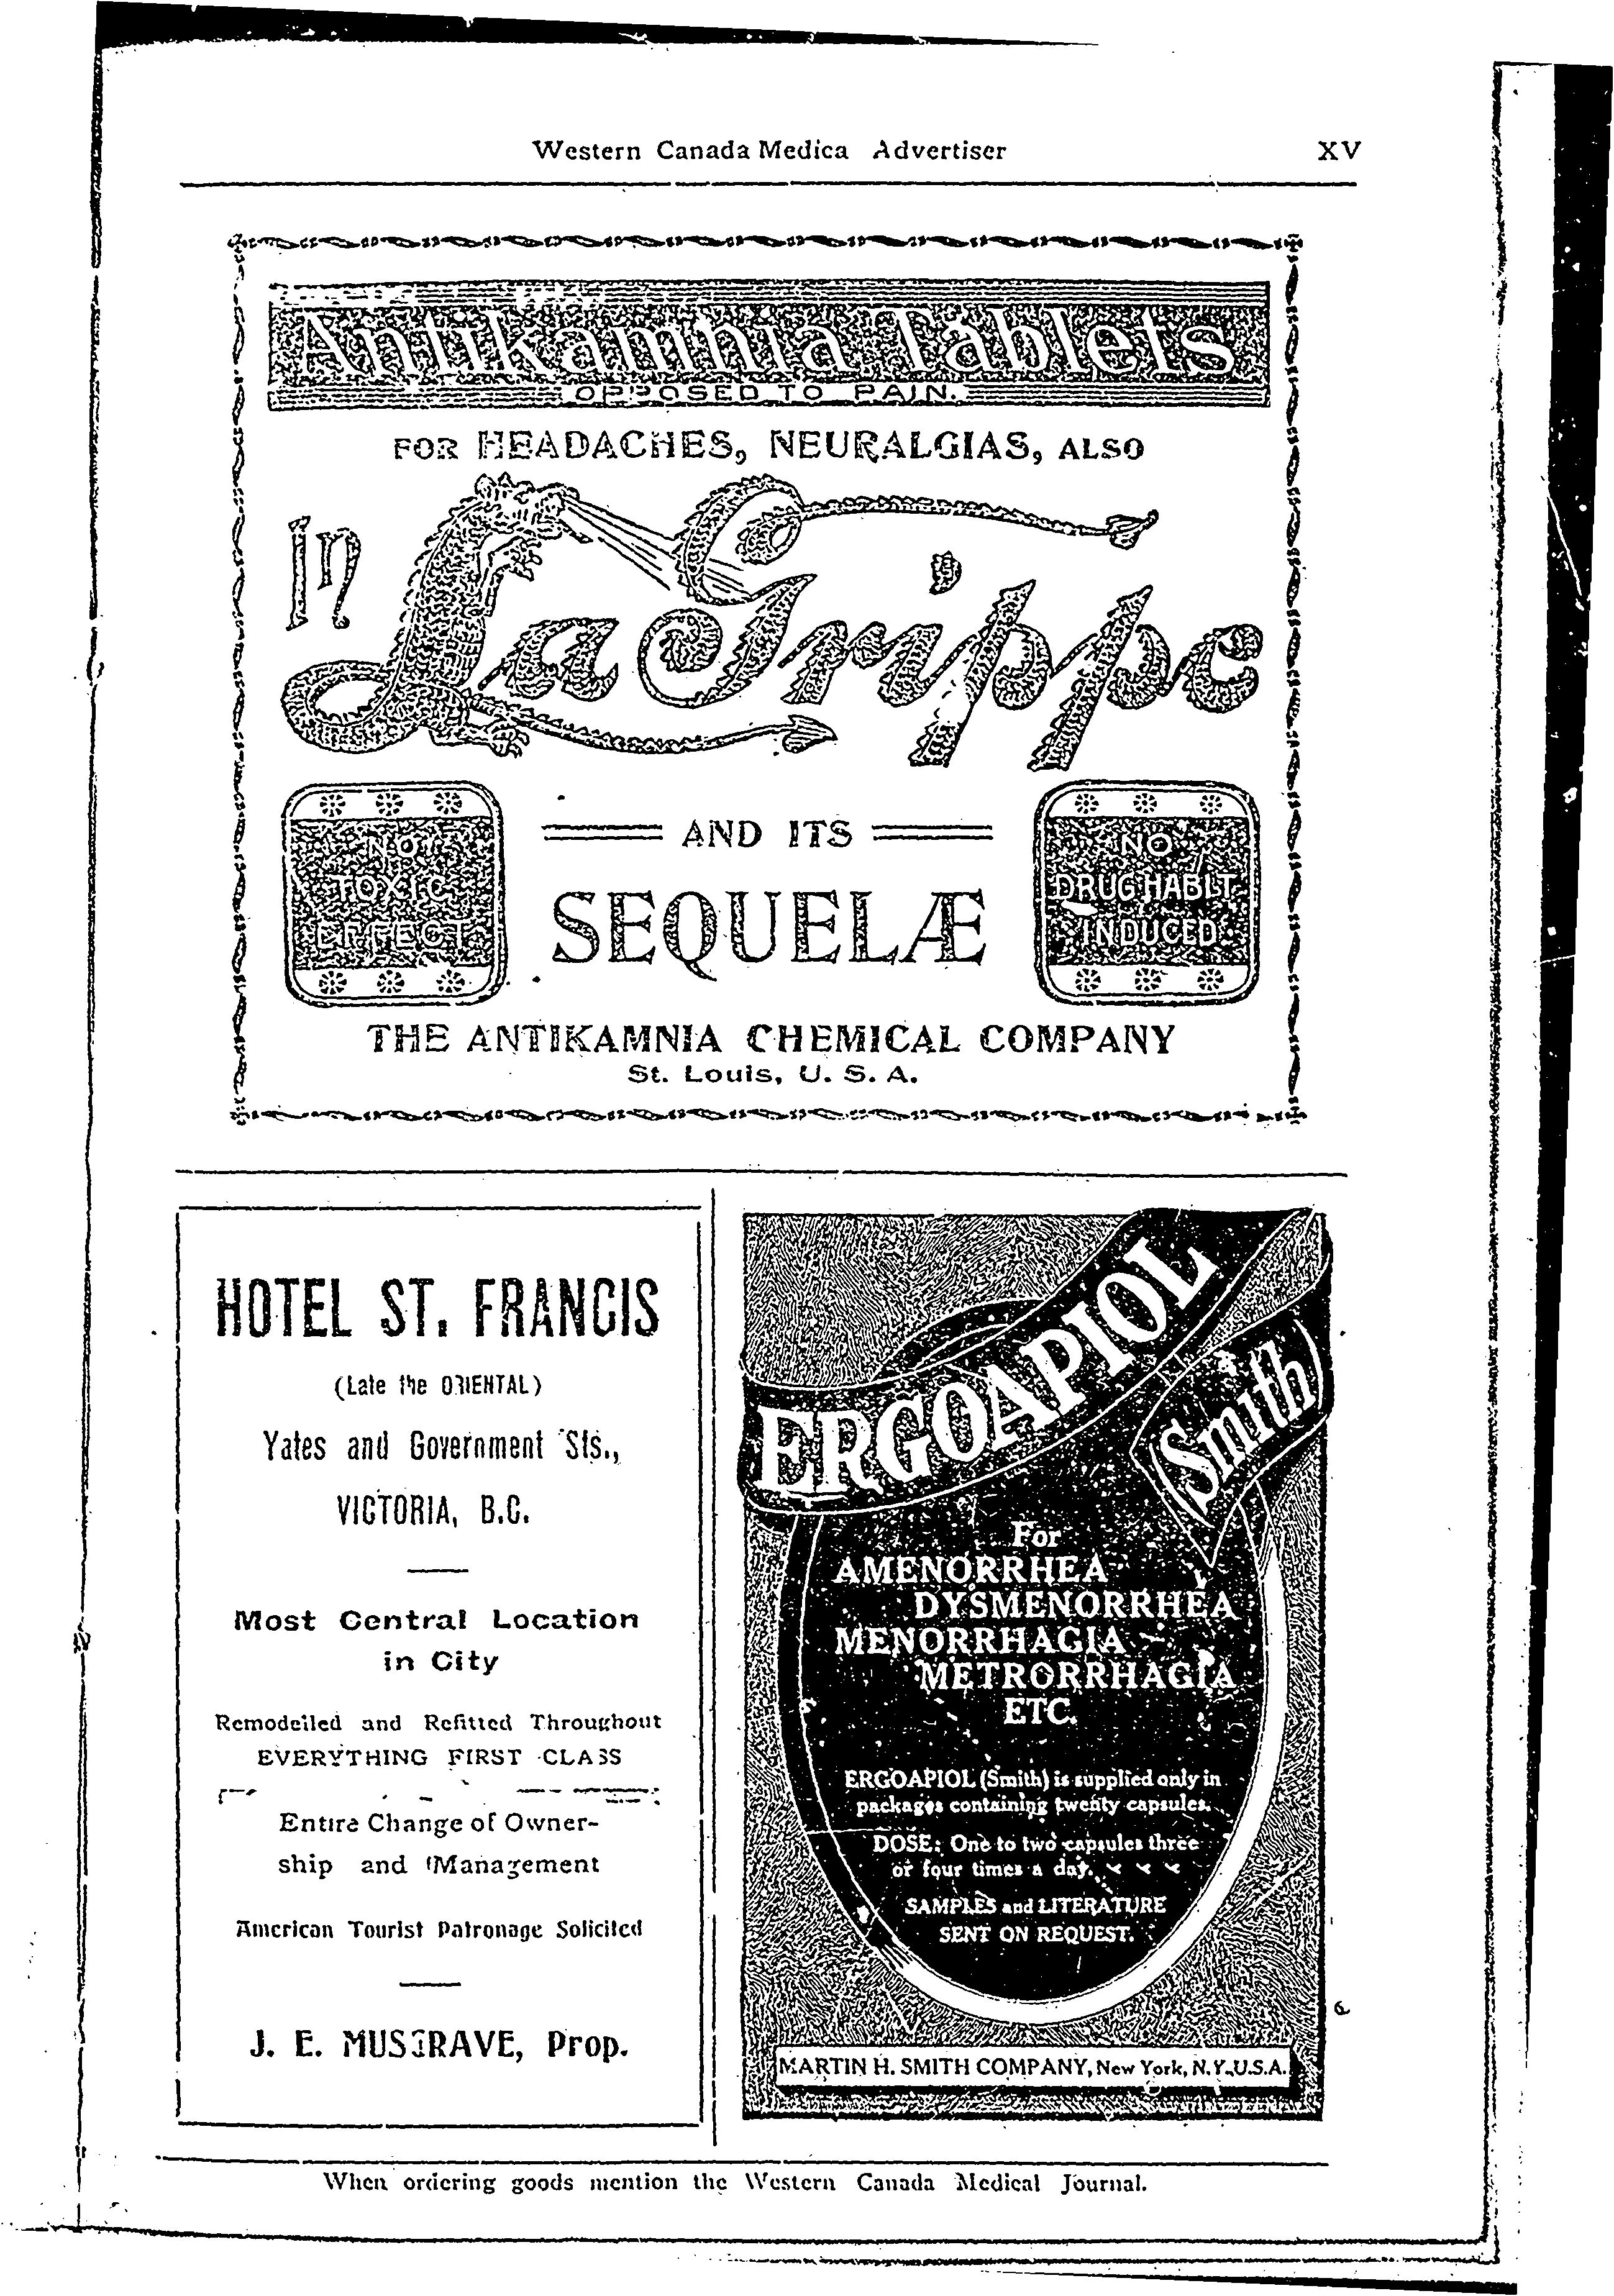 Western Canada Medica Advertiser XV
Antikamnia Tablets
OPPOSED TO PAIN.
FOR HEADACHES, NEURALGIAS, ALSO
In
LaGrippe
NO
TOXIC
EFFECT
AND ITS
SEQUELÆ
NO
DRUG HABIT
INDUCED
THE ANTIKAMNIA CHEMICAL COMPANY
St. Louis, U. S. A.
HOTEL ST. FRANCIS
(Late the ORIENTAL)
Yates and Government Sts.,
VICTORIA, B.C.
Most Central Location
in City
Remodelled and Refitted Throughout
EVERYTHING FIRST CLASS
Entire Change of Owner-
ship and Management
American Tourist Patronage Solicited
J. E. MUSGRAVE, Prop.
ERGOAPIOL
(Smith)
For
AMENORRHEA
DYSMENORRHEA
MENORRHAGIA
METRORRHAGIA
ETC.
ERGOAPIOL (Smith) is supplied only in
packages containing twenty capsules.
DOSE: One to two capsules three
or four times a day.
SAMPLES and LITERATURE
SENT ON REQUEST.
MARTIN H. SMITH COMPANY, New York, N.Y., U.S.A.
When ordering goods mention the Western Canada Medical Journal.